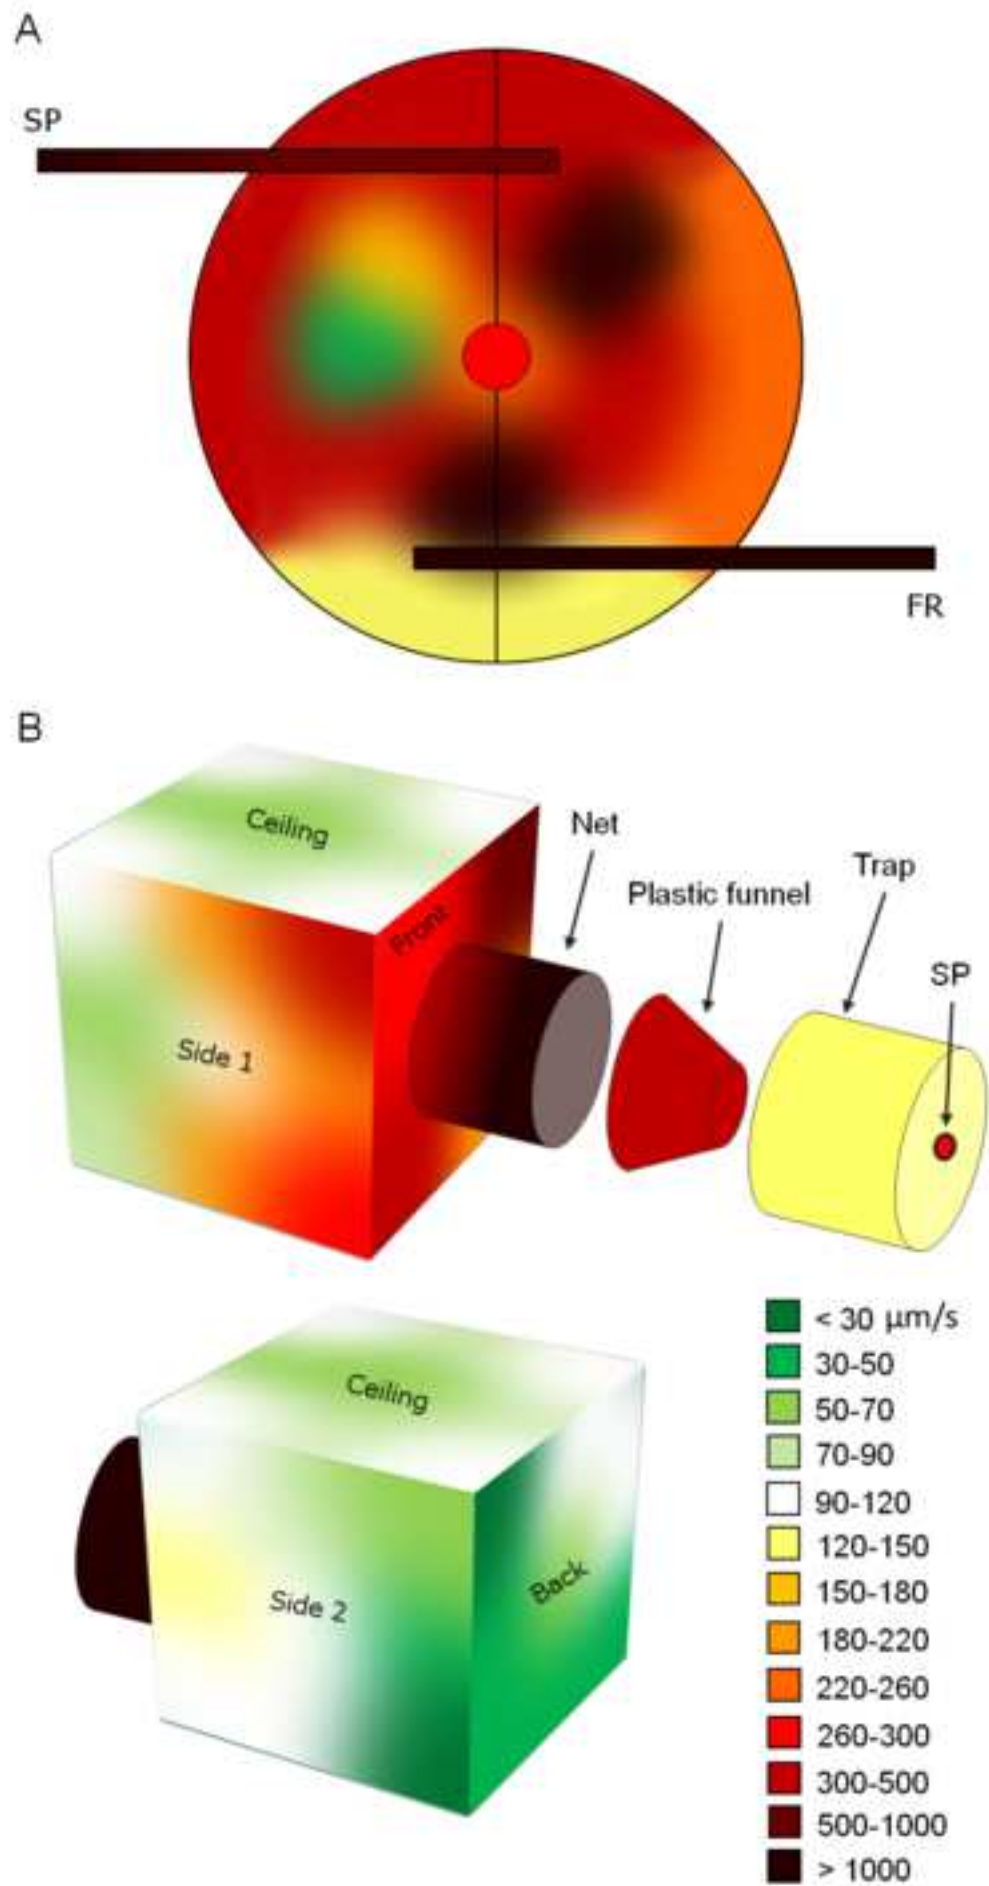 A
SP
FR
B
Ceiling
Net
Plastic funnel
Trap
Front
SP
Side 1
Ceiling
Side 2
Back
< 30 μm/s
30-50
50-70
70-90
90-120
120-150
150-180
180-220
220-260
260-300
300-500
500-1000
> 1000